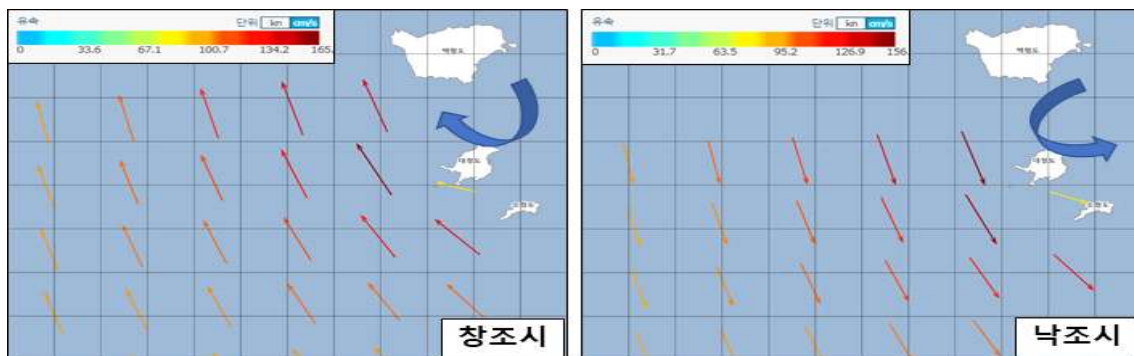 유속
단위 kn cm/s
0 33.6 67.1 100.7 134.2 165.
백령도
대청도
소청도
창조시
유속
단위 kn cm/s
0 31.7 63.5 95.2 126.9 156.
백령도
대청도
소청도
낙조시